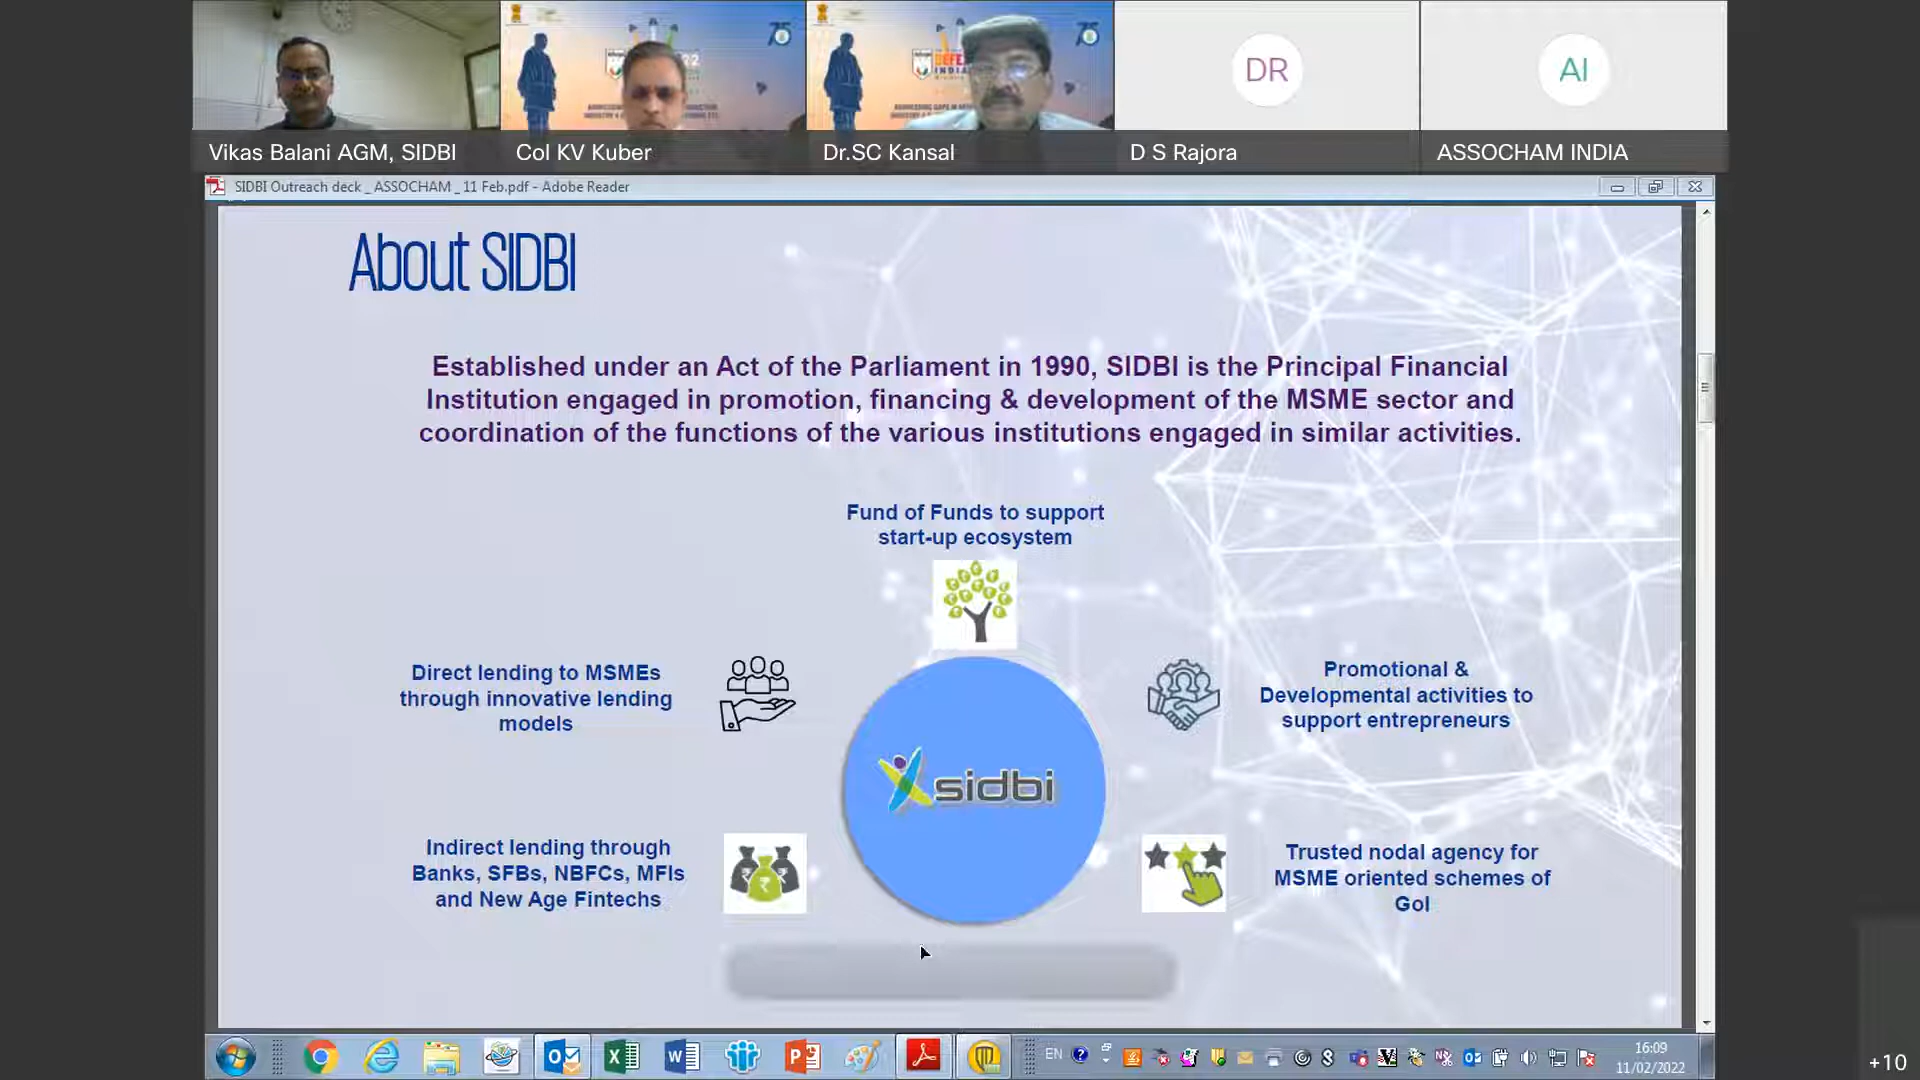 Vikas Balani AGM, SIDBI
Col KV Kuber
Dr.SC Kansal
DR
D S Rajora
AI
ASSOCHAM INDIA
SIDBI Outreach deck _ ASSOCHAM _ 11 Feb.pdf - Adobe Reader
About SIDBI
Established under an Act of the Parliament in 1990, SIDBI is the Principal Financial
Institution engaged in promotion, financing & development of the MSME sector and
coordination of the functions of the various institutions engaged in similar activities.
Fund of Funds to support
start-up ecosystem
Direct lending to MSMEs
through innovative lending
models
Promotional &
Developmental activities to
support entrepreneurs
sidbi
Indirect lending through
Banks, SFBs, NBFCs, MFIs
and New Age Fintechs
Trusted nodal agency for
MSME oriented schemes of
GoI
EN
16:09
11/02/2022
+10